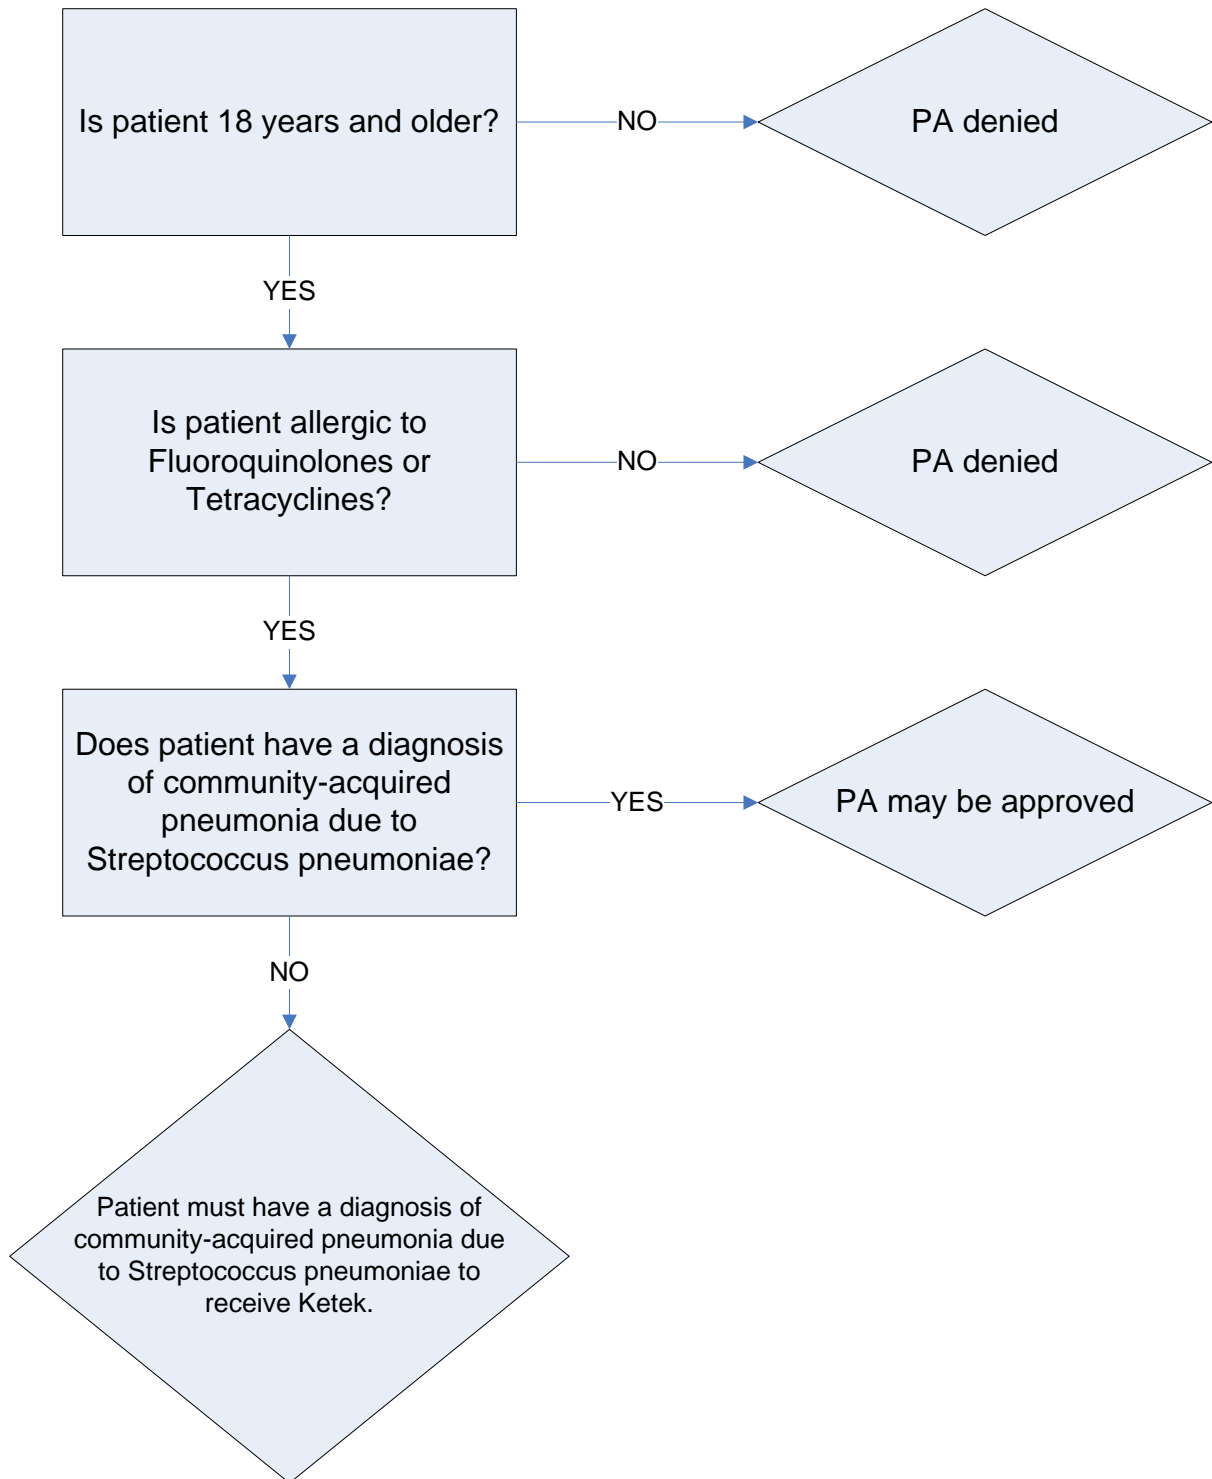 Is patient 18 years and older?
NO
PA denied
YES
Is patient allergic to
Fluoroquinolones or
Tetracyclines?
NO
PA denied
YES
Does patient have a diagnosis
of community-acquired
pneumonia due to
Streptococcus pneumoniae?
YES
PA may be approved
NO
Patient must have a diagnosis of
community-acquired pneumonia due
to Streptococcus pneumoniae to
receive Ketek.